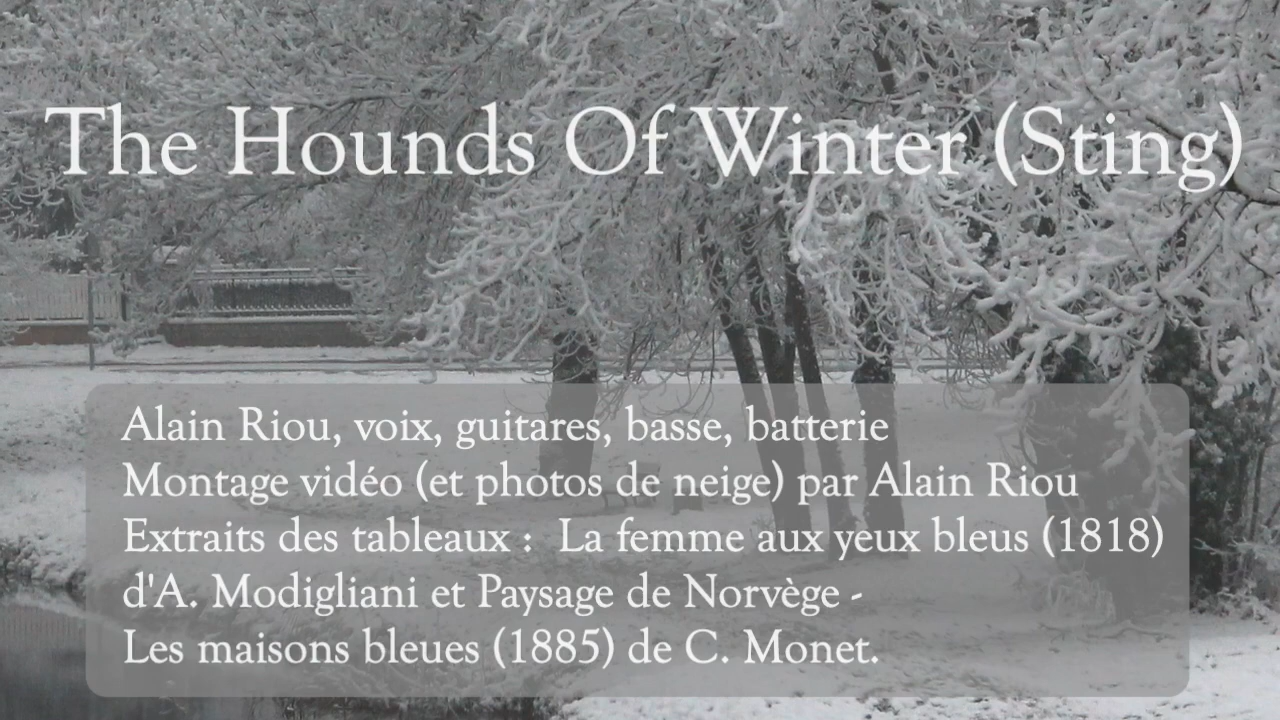 The Hounds Of Winter (Sting)
Alain Riou, voix, guitares, basse, batterie
Montage vidéo (et photos de neige) par Alain Riou
Extraits des tableaux :  La femme aux yeux bleus (1818)
d'A. Modigliani et Paysage de Norvège -
Les maisons bleues (1885) de C. Monet.